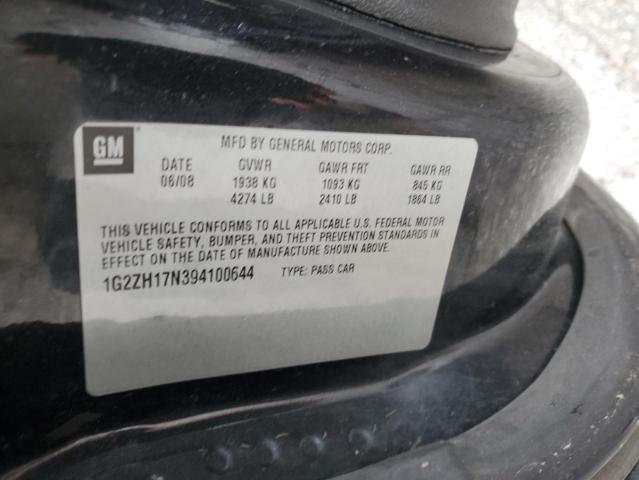 GM
MFD BY GENERAL MOTORS CORP.
DATE GVWR GAWR FRT GAWR RR
06/08 1938 KG 1093 KG 845 KG
4274 LB 2410 LB 1864 LB
THIS VEHICLE CONFORMS TO ALL APPLICABLE U.S. FEDERAL MOTOR
VEHICLE SAFETY, BUMPER, AND THEFT PREVENTION STANDARDS IN
EFFECT ON THE DATE OF MANUFACTURE SHOWN ABOVE.
1G2ZH17N394100644 TYPE: PASS CAR